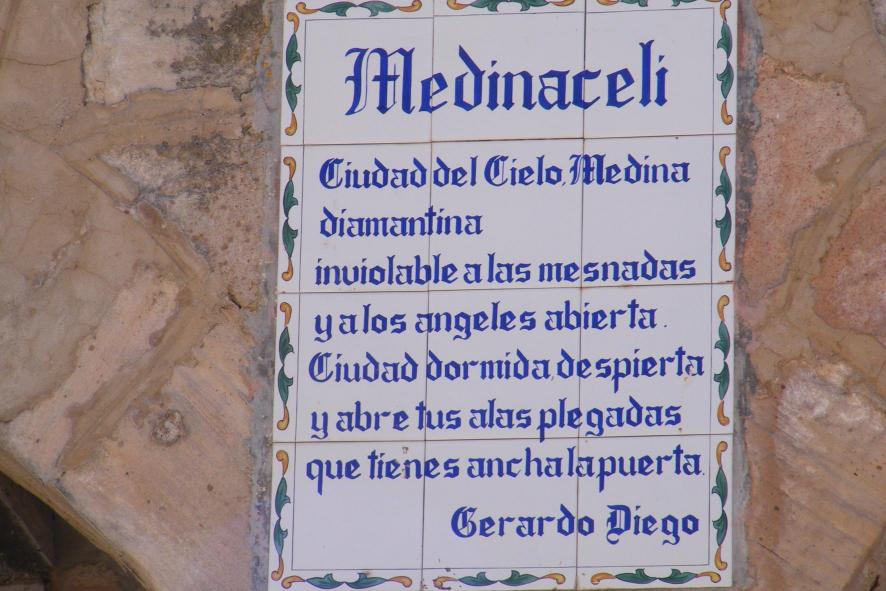 Medinaceli
Ciudad del Cielo, Medina
diamantina
inviolable a las mesnadas
y a los angeles abierta.
Ciudad dormida, despierta
y abre tus alas plegadas
que tienes ancha la puerta.
Gerardo Diego